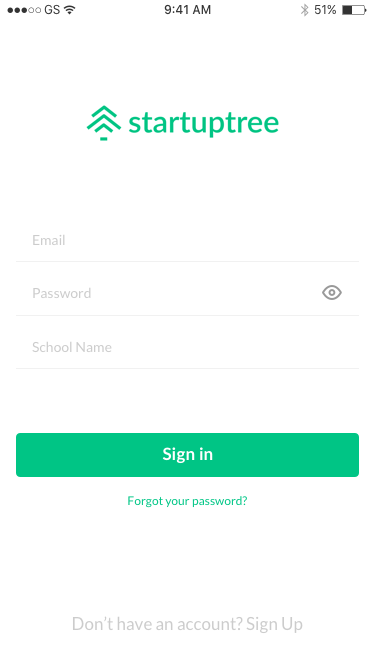 GS 9:41 AM 51%
startuptree
Email
Password
School Name
Sign in
Forgot your password?
Don’t have an account? Sign Up